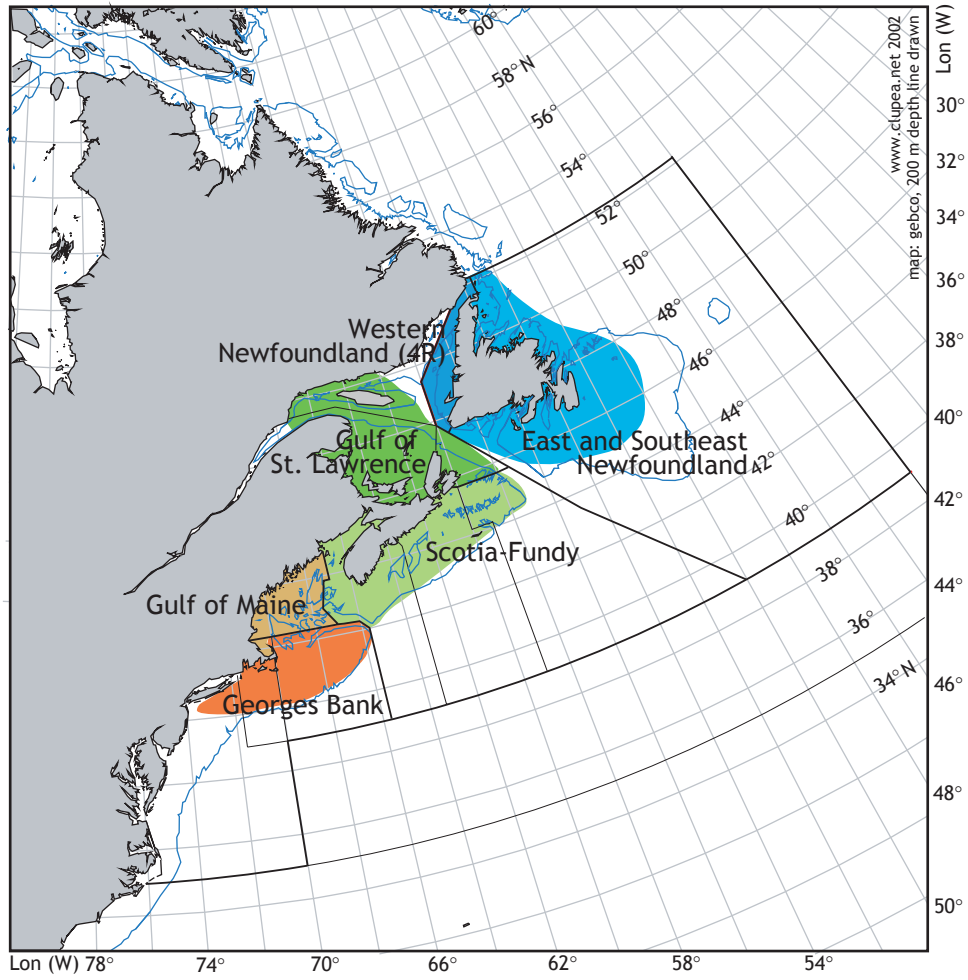 60°
58° N
56°
54°
52°
50°
48°
46°
44°
42°
40°
38°
36°
34° N
www.clupea.net 2002
map: gebco, 200 m depth line drawn
Lon (W)
30°
32°
34°
36°
38°
40°
42°
44°
46°
48°
50°
Western
Newfoundland (4R)
Gulf of
St. Lawrence
East and Southeast
Newfoundland
Scotia-Fundy
Gulf of Maine
Georges Bank
Lon (W) 78° 74° 70° 66° 62° 58° 54°